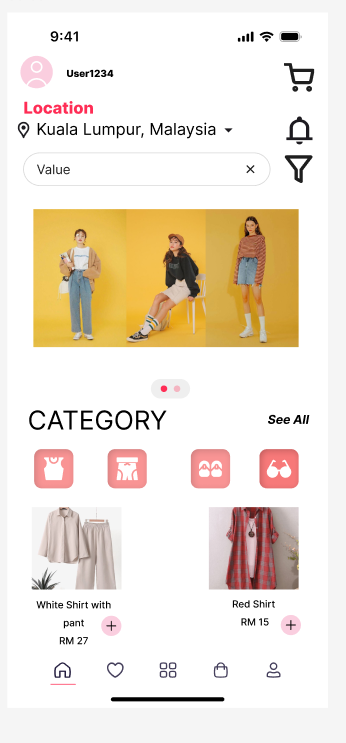 9:41
User1234
Location
Kuala Lumpur, Malaysia
Value
CATEGORY
See All
White Shirt with
pant
RM 27
Red Shirt
RM 15